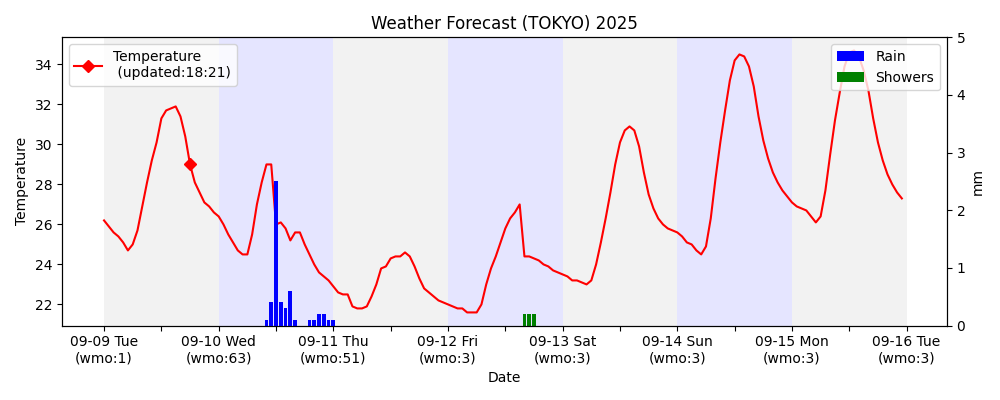 Weather Forecast (TOKYO) 2025
Temperature
(updated:18:21)
Rain
Showers
Temperature
34
32
30
28
26
24
22
5
4
3
2
1
0
mm
09-09 Tue
(wmo:1)
09-10 Wed
(wmo:63)
09-11 Thu
(wmo:51)
09-12 Fri
(wmo:3)
09-13 Sat
(wmo:3)
09-14 Sun
(wmo:3)
09-15 Mon
(wmo:3)
09-16 Tue
(wmo:3)
Date